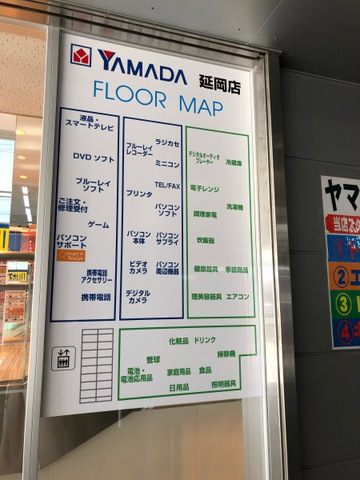 YAMADA 延岡店
FLOOR MAP
液晶・
スマートテレビ
DVD ソフト
ブルーレイ
ソフト
ご注文・
修理受付
ゲーム
パソコン
サポート
携帯電話
アクセサリー
携帯電話
ブルーレイ
レコーダー
ラジカセ
ミニコン
プリンタ
TEL/FAX
パソコン
ソフト
パソコン
本体
パソコン
サプライ
ビデオ
カメラ
パソコン
周辺機器
デジタル
カメラ
デジタルオーディオ
プレーヤー
冷蔵庫
電子レンジ
洗濯機
調理家電
炊飯器
健康器具
季節商品
理美容器具
エアコン
化粧品
ドリンク
管球
掃除機
電池・
電池応用品
家庭用品
食品
日用品
照明器具
ヤマ
当店ス
1
2 エ
3
4